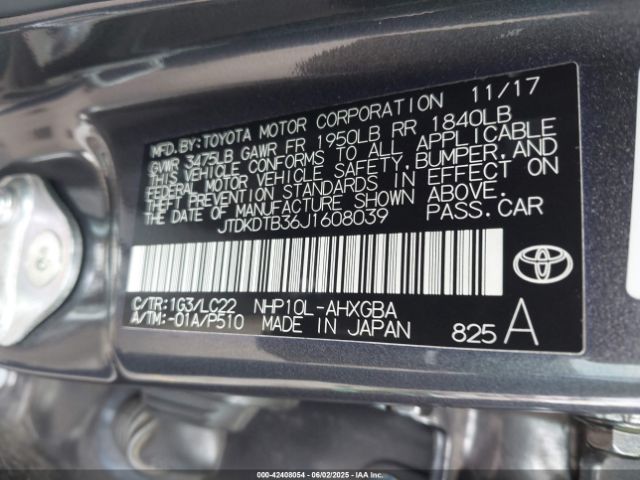 MFD.BY:TOYOTA MOTOR CORPORATION 11/17
GVWR 3475LB GAWR FR 1950LB RR 1840LB
THIS VEHICLE CONFORMS TO ALL APPLICABLE
FEDERAL MOTOR VEHICLE SAFETY,BUMPER,AND
THEFT PREVENTION STANDARDS IN EFFECT ON
THE DATE OF MANUFACTURE SHOWN ABOVE.
JTDKDTB36J1608039 PASS.CAR
C/TR:1G3/LC22 NHP10L-AHXGBA
A/TM:-01A/P510 MADE IN JAPAN 825 A
000-42408054 | 06/02/2025 | IAAI.COM